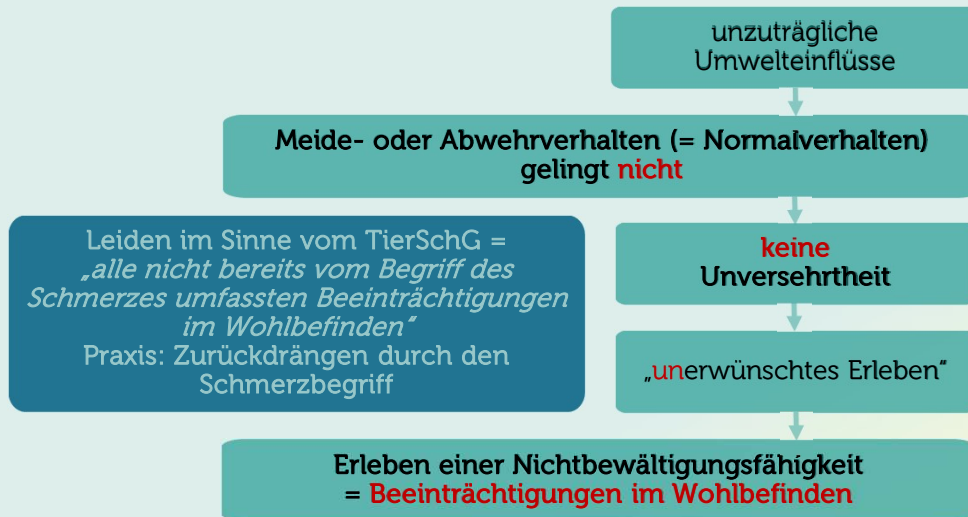 unzuträgliche
Umwelteinflüsse
Meide- oder Abwehrverhalten (= Normalverhalten)
gelingt nicht
keine
Unversehrtheit
Leiden im Sinne vom TierSchG =
„alle nicht bereits vom Begriff des
Schmerzes umfassten Beeinträchtigungen
im Wohlbefinden“
Praxis: Zurückdrängen durch den
Schmerzbegriff
„unerwünschtes Erleben“
Erleben einer Nichtbewältigungsfähigkeit
= Beeinträchtigungen im Wohlbefinden